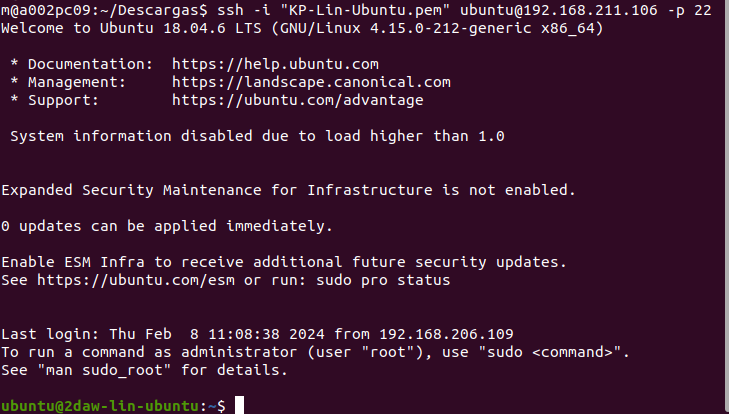 m@a002pc09:~/Descargas$ ssh -i "KP-Lin-Ubuntu.pem" ubuntu@192.168.211.106 -p 22
Welcome to Ubuntu 18.04.6 LTS (GNU/Linux 4.15.0-212-generic x86_64)

 * Documentation:  https://help.ubuntu.com
 * Management:     https://landscape.canonical.com
 * Support:        https://ubuntu.com/advantage

 System information disabled due to load higher than 1.0


Expanded Security Maintenance for Infrastructure is not enabled.

0 updates can be applied immediately.

Enable ESM Infra to receive additional future security updates.
See https://ubuntu.com/esm or run: sudo pro status


Last login: Thu Feb  8 11:08:38 2024 from 192.168.206.109
To run a command as administrator (user "root"), use "sudo <command>".
See "man sudo_root" for details.

ubuntu@2daw-lin-ubuntu:~$